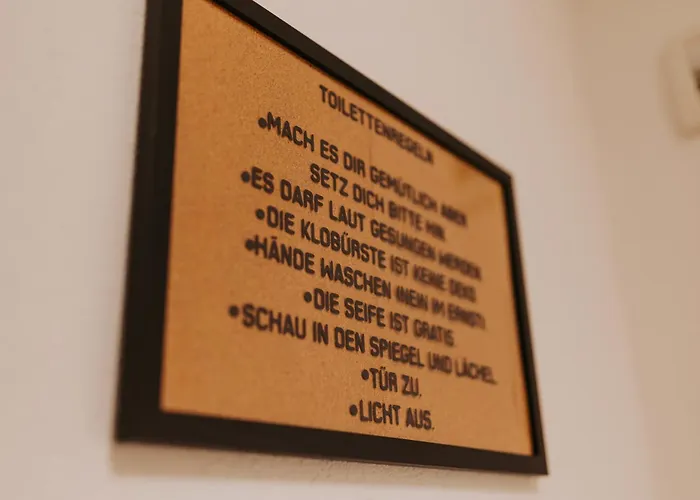 TOILETTENREGELN
•MACH ES DIR GEMÜTLICH ABER
SETZ DICH BITTE HIN.
•ES DARF LAUT GESUNGEN WERDEN
•DIE KLOBÜRSTE IST KEINE DEKO
•HÄNDE WASCHEN (NEIN IM ERNST)
•DIE SEIFE IST GRATIS
•SCHAU IN DEN SPIEGEL UND LÄCHEL.
•TÜR ZU.
•LICHT AUS.